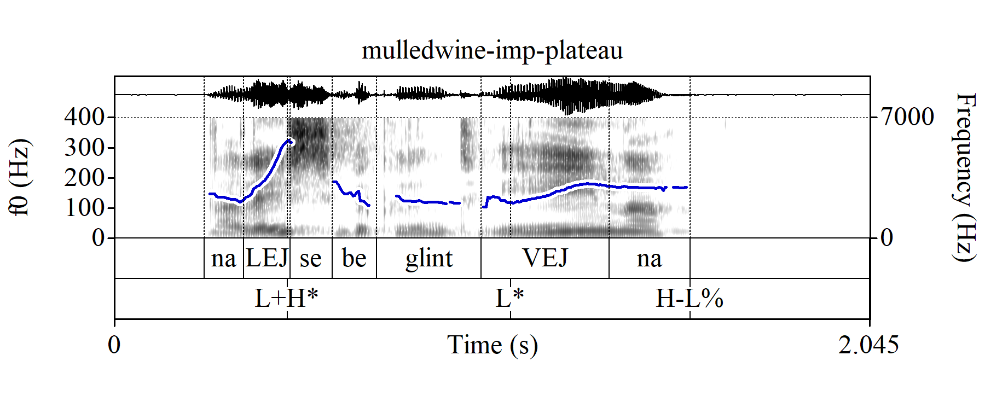 mulledwine-imp-plateau
400
300
200
100
0
f0 (Hz)
7000
0
Frequency (Hz)
na LEJ se be glint VEJ na
L+H* L* H-L%
0 Time (s) 2.045